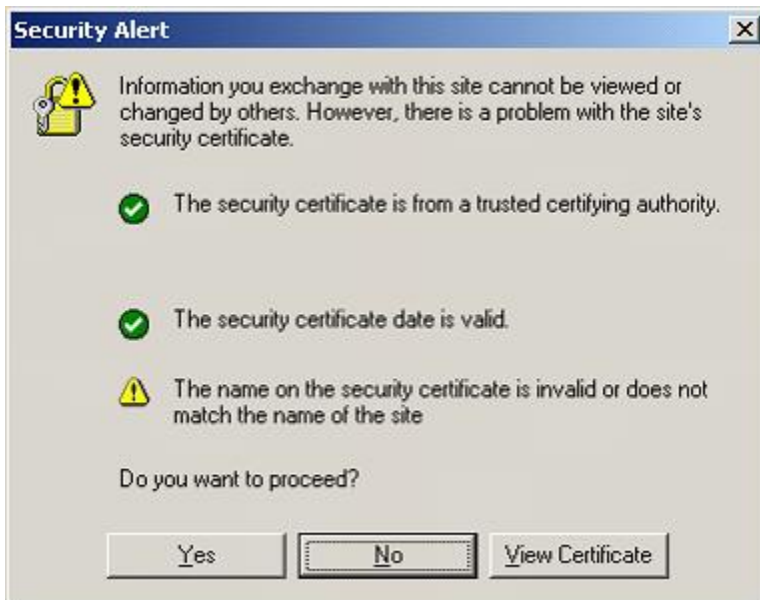 Security Alert
Information you exchange with this site cannot be viewed or
changed by others. However, there is a problem with the site's
security certificate.
The security certificate is from a trusted certifying authority.
The security certificate date is valid.
The name on the security certificate is invalid or does not
match the name of the site
Do you want to proceed?
Yes No View Certificate